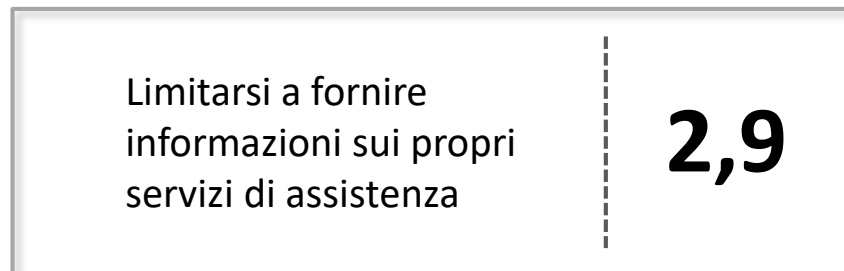 Limitarsi a fornire
informazioni sui propri
servizi di assistenza
2,9